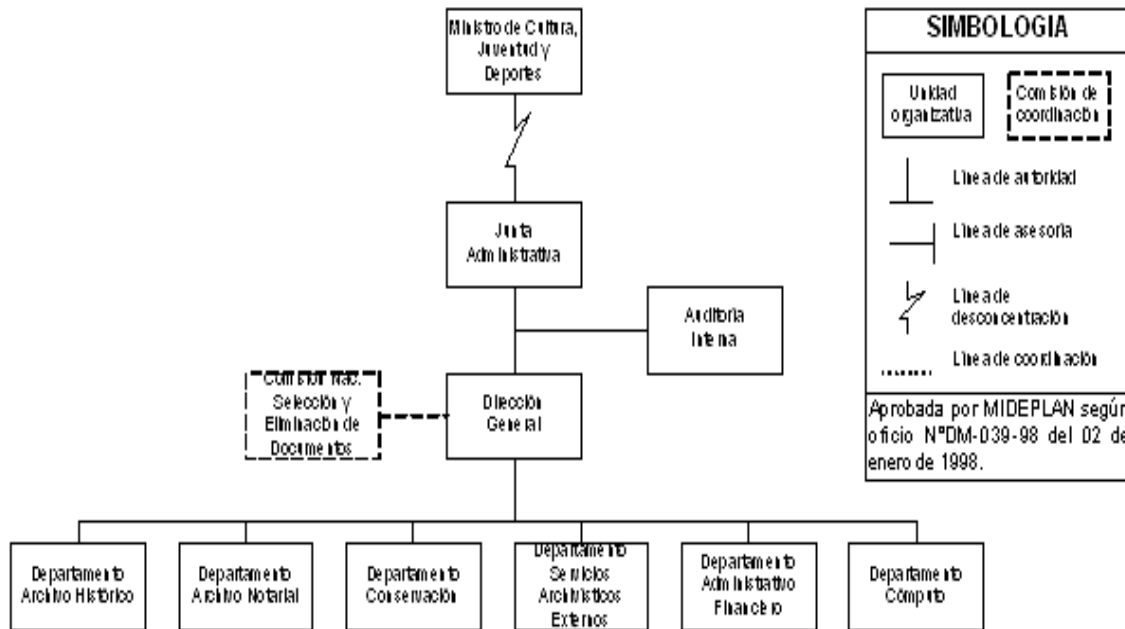 Ministro de Cultura,
Juventud y
Deportes
SIMBOLOGIA
Unidad
organizativa
Comisión de
coordinación
Línea de autoridad
Línea de asesoría
Línea de
desconcentración
Línea de coordinación
Aprobada por MIDEPLAN según
oficio N°DM-039-98 del 02 de
enero de 1998.
Junta
Administrativa
Auditoría
Interna
Comisión Nac.
Selección y
Eliminación de
Documentos
Dirección
General
Departamento
Archivo Histórico
Departamento
Archivo Notarial
Departamento
Conservación
Departamento
Servicios
Archivísticos
Externos
Departamento
Administrativo
Financiero
Departamento
Cómputo